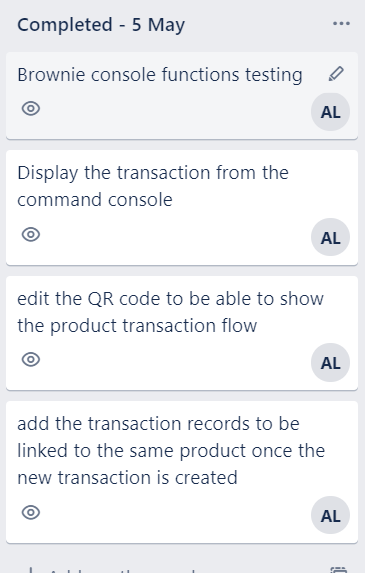 Completed - 5 May
Brownie console functions testing
AL
Display the transaction from the
command console
AL
edit the QR code to be able to show
the product transaction flow
AL
add the transaction records to be
linked to the same product once the
new transaction is created
AL